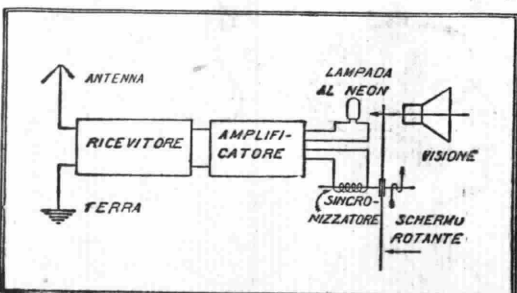 ANTENNA
LAMPADA
AL NEON
RICEVITORE
AMPLIFI-
CATORE
VISIONE
TERRA
SINCRO-
NIZZATORE
SCHERMO
ROTANTE